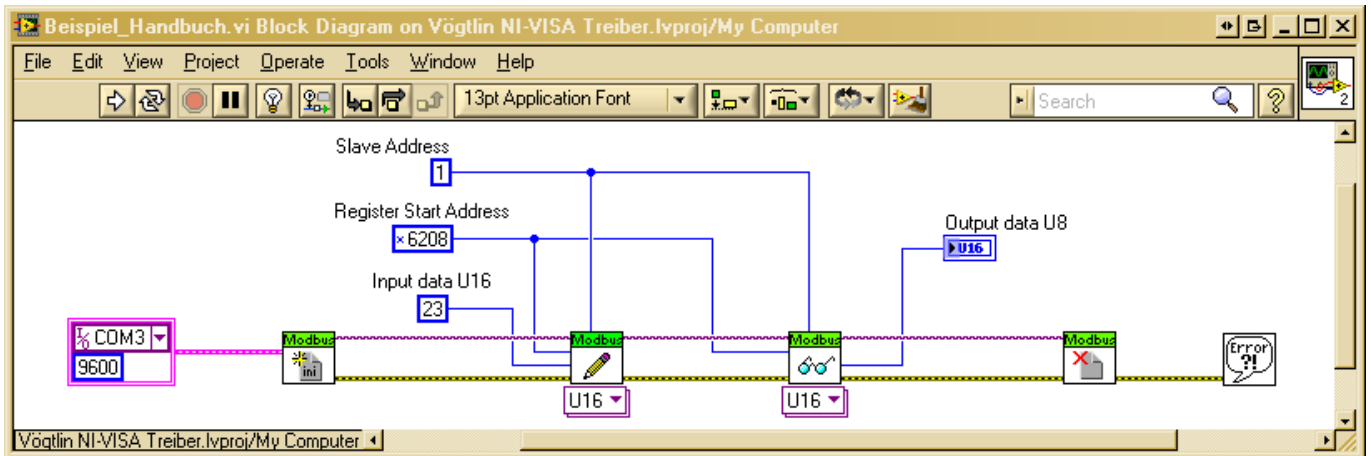 Beispiel_Handbuch.vi Block Diagram on Vögtlin NI-VISA Treiber.lvproj/My Computer
File Edit View Project Operate Tools Window Help
13pt Application Font
Search
2
Slave Address
1
Register Start Address
×6208
Output data U8
U16
Input data U16
23
I/O COM3
9600
Modbus
ini
Modbus
U16
Modbus
U16
Modbus
Error
?!
Vögtlin NI-VISA Treiber.lvproj/My Computer